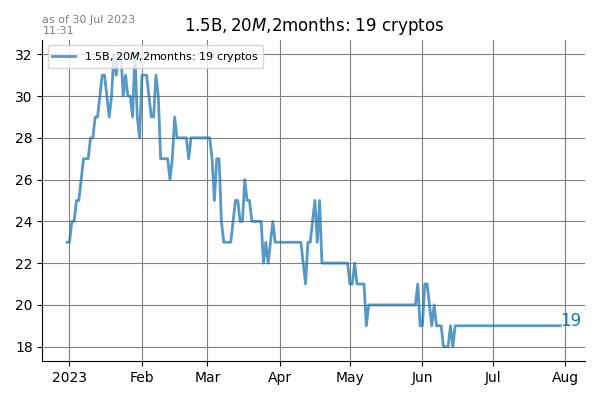 as of 30 Jul 2023
11:31
1.5B, 20M,2months: 19 cryptos
1.5B, 20M,2months: 19 cryptos
32
30
28
26
24
22
20
18
19
2023 Feb Mar Apr May Jun Jul Aug